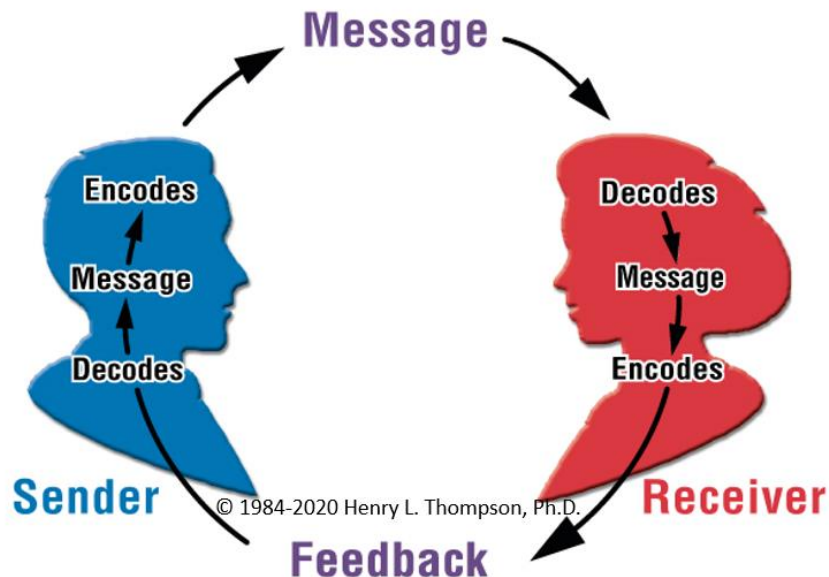 Message
Encodes
Message
Decodes
Decodes
Message
Encodes
Sender
Receiver
© 1984-2020 Henry L. Thompson, Ph.D.
Feedback